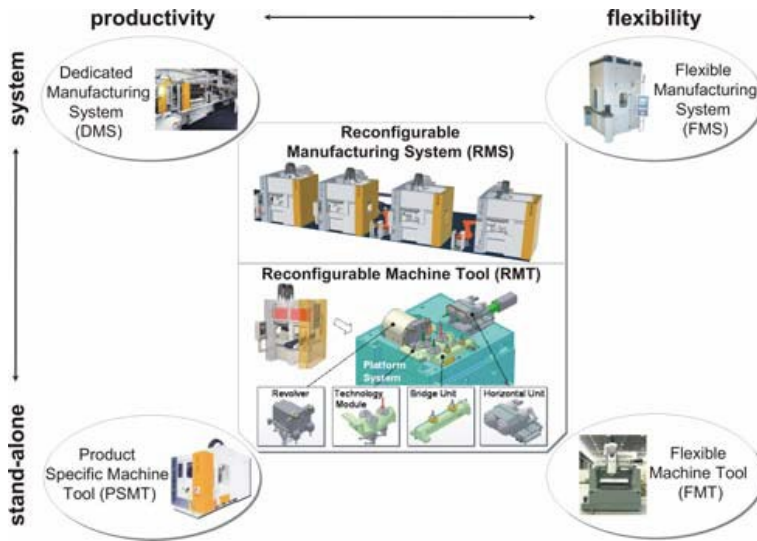 productivity
flexibility
system
Dedicated
Manufacturing
System
(DMS)
Flexible
Manufacturing
System
(FMS)
Reconfigurable
Manufacturing System (RMS)
Reconfigurable Machine Tool (RMT)
Platform
System
Revolver
Technology
Module
Bridge Unit
Horizontal Unit
stand-alone
Product
Specific Machine
Tool (PSMT)
Flexible
Machine Tool
(FMT)